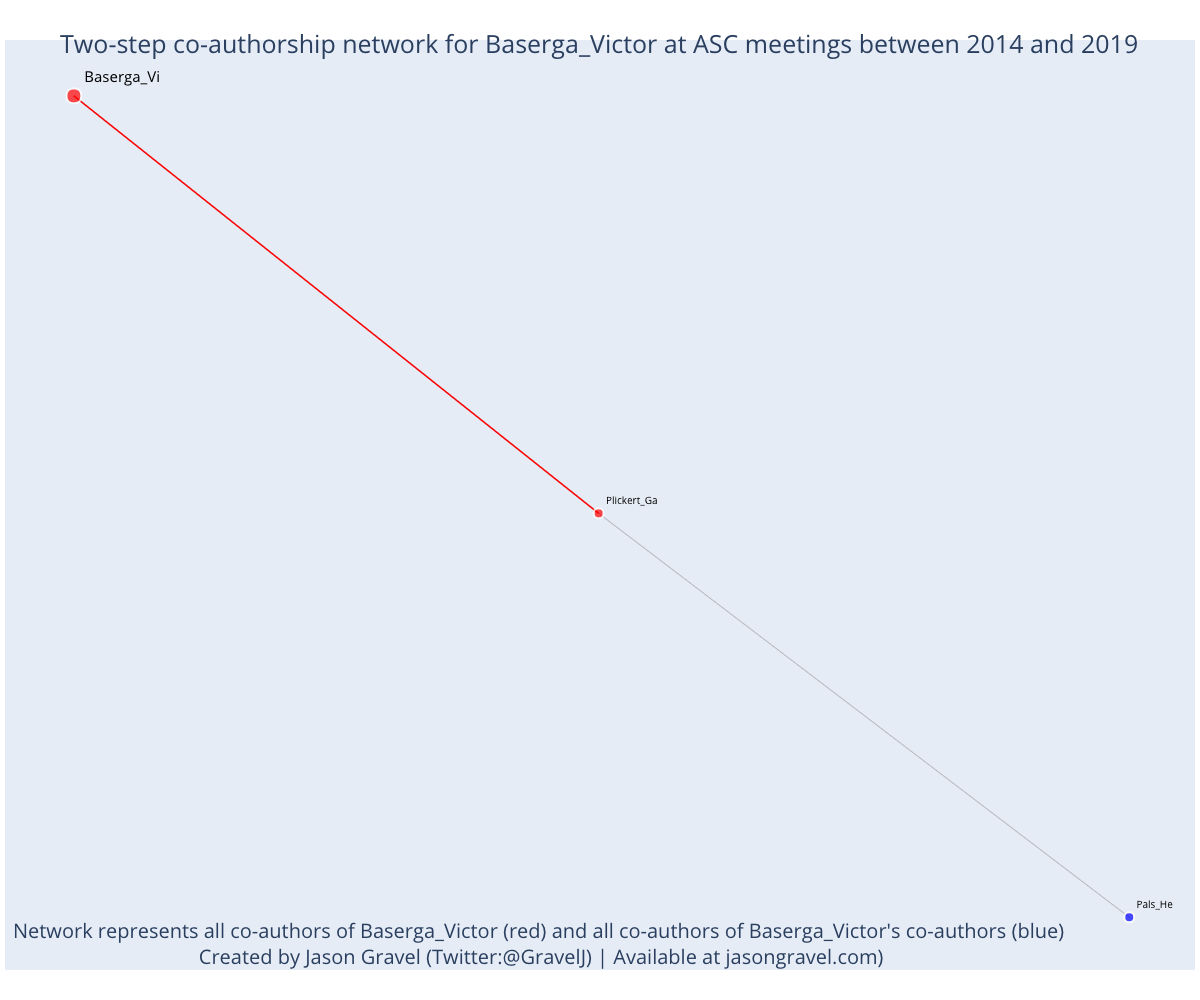 Two-step co-authorship network for Baserga_Victor at ASC meetings between 2014 and 2019
Baserga_Vi
Plickert_Ga
Pals_He
Network represents all co-authors of Baserga_Victor (red) and all co-authors of Baserga_Victor's co-authors (blue)
Created by Jason Gravel (Twitter:@GravelJ) | Available at jasongravel.com)